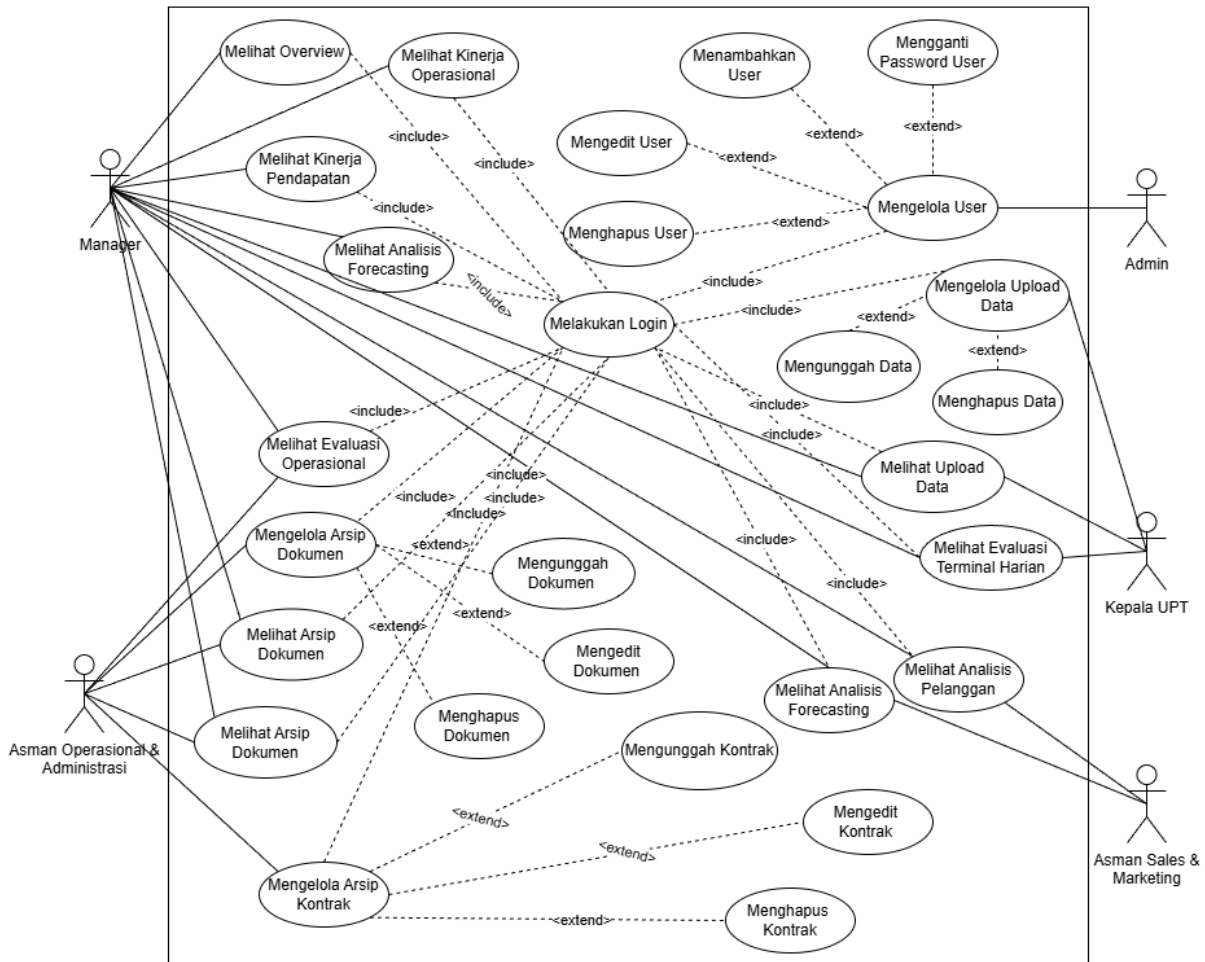 Melihat Overview
Melihat Kinerja
Operasional
Menambahkan
User
Mengganti
Password User
<include>
<extend>
<extend>
Mengedit User
<extend>
Melihat Kinerja
Pendapatan
<include>
<include>
Mengelola User
Manager
Menghapus User
<extend>
Admin
Melihat Analisis
Forecasting
<include>
<include>
Mengelola Upload
Data
<include>
Melakukan Login
<include>
<extend>
<extend>
Mengunggah Data
Menghapus Data
<include>
<include>
<include>
Melihat Evaluasi
Operasional
Melihat Upload
Data
<include>
<include>
<include>
<include>
Mengelola Arsip
Dokumen
<extend>
Mengunggah
Dokumen
<include>
Melihat Evaluasi
Terminal Harian
<include>
Kepala UPT
<extend>
<extend>
Melihat Arsip
Dokumen
Mengedit
Dokumen
Melihat Analisis
Pelanggan
Melihat Analisis
Forecasting
Menghapus
Dokumen
Melihat Arsip
Dokumen
Asman Operasional &
Administrasi
Mengunggah Kontrak
<extend>
Mengedit
Kontrak
<extend>
Asman Sales &
Marketing
Mengelola Arsip
Kontrak
<extend>
Menghapus
Kontrak